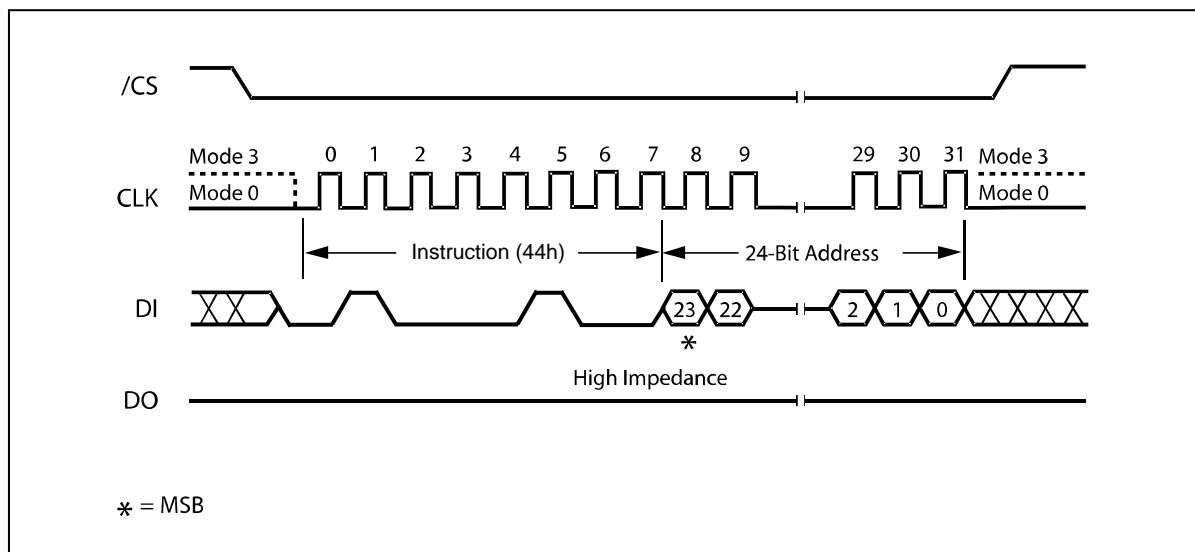 /CS
Mode 3
0 1 2 3 4 5 6 7 8 9 29 30 31
Mode 3
CLK
Mode 0
Mode 0
Instruction (44h)
24-Bit Address
DI
23 22 2 1 0
*
High Impedance
DO
* = MSB